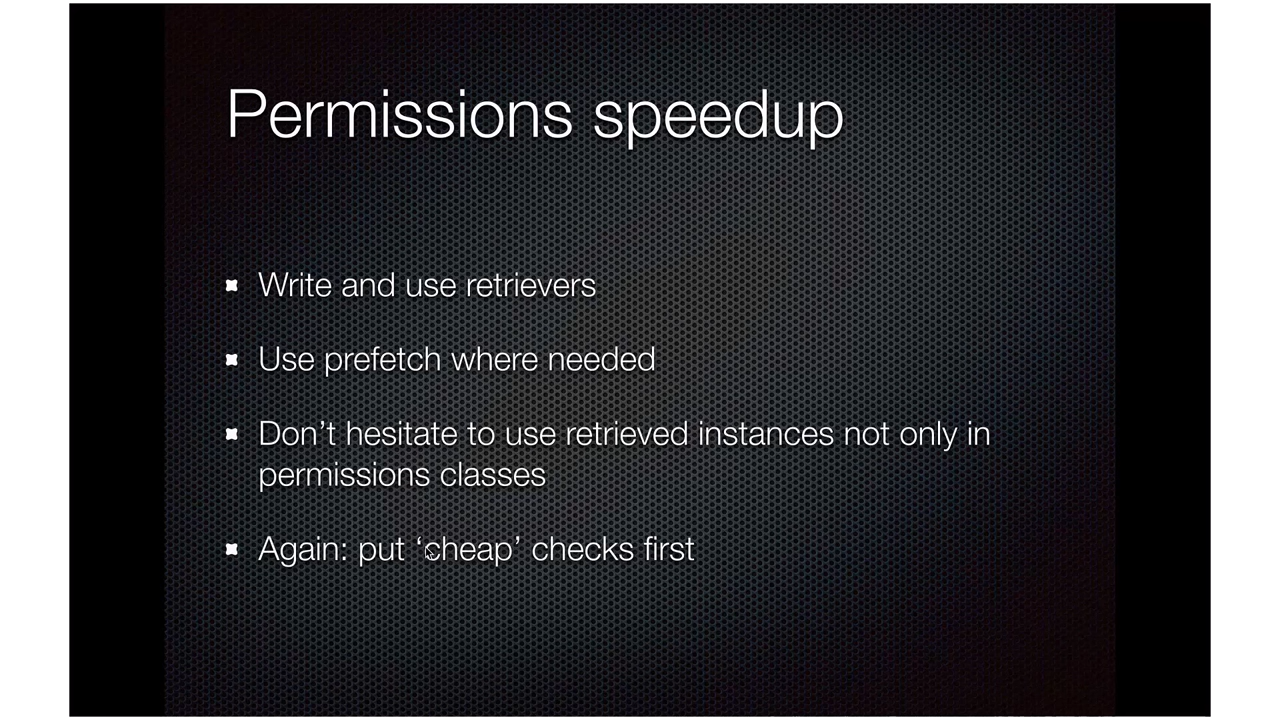 Permissions speedup
Write and use retrievers
Use prefetch where needed
Don’t hesitate to use retrieved instances not only in
permissions classes
Again: put ‘cheap’ checks first